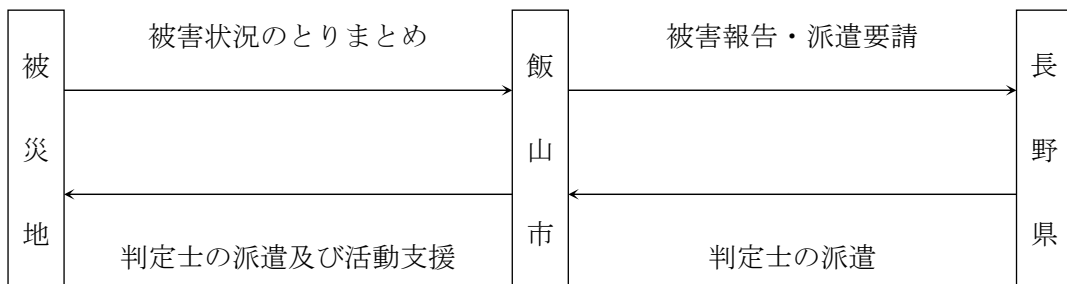 被災地
被害状況のとりまとめ
飯山市
被害報告・派遣要請
長野県
判定士の派遣及び活動支援
判定士の派遣